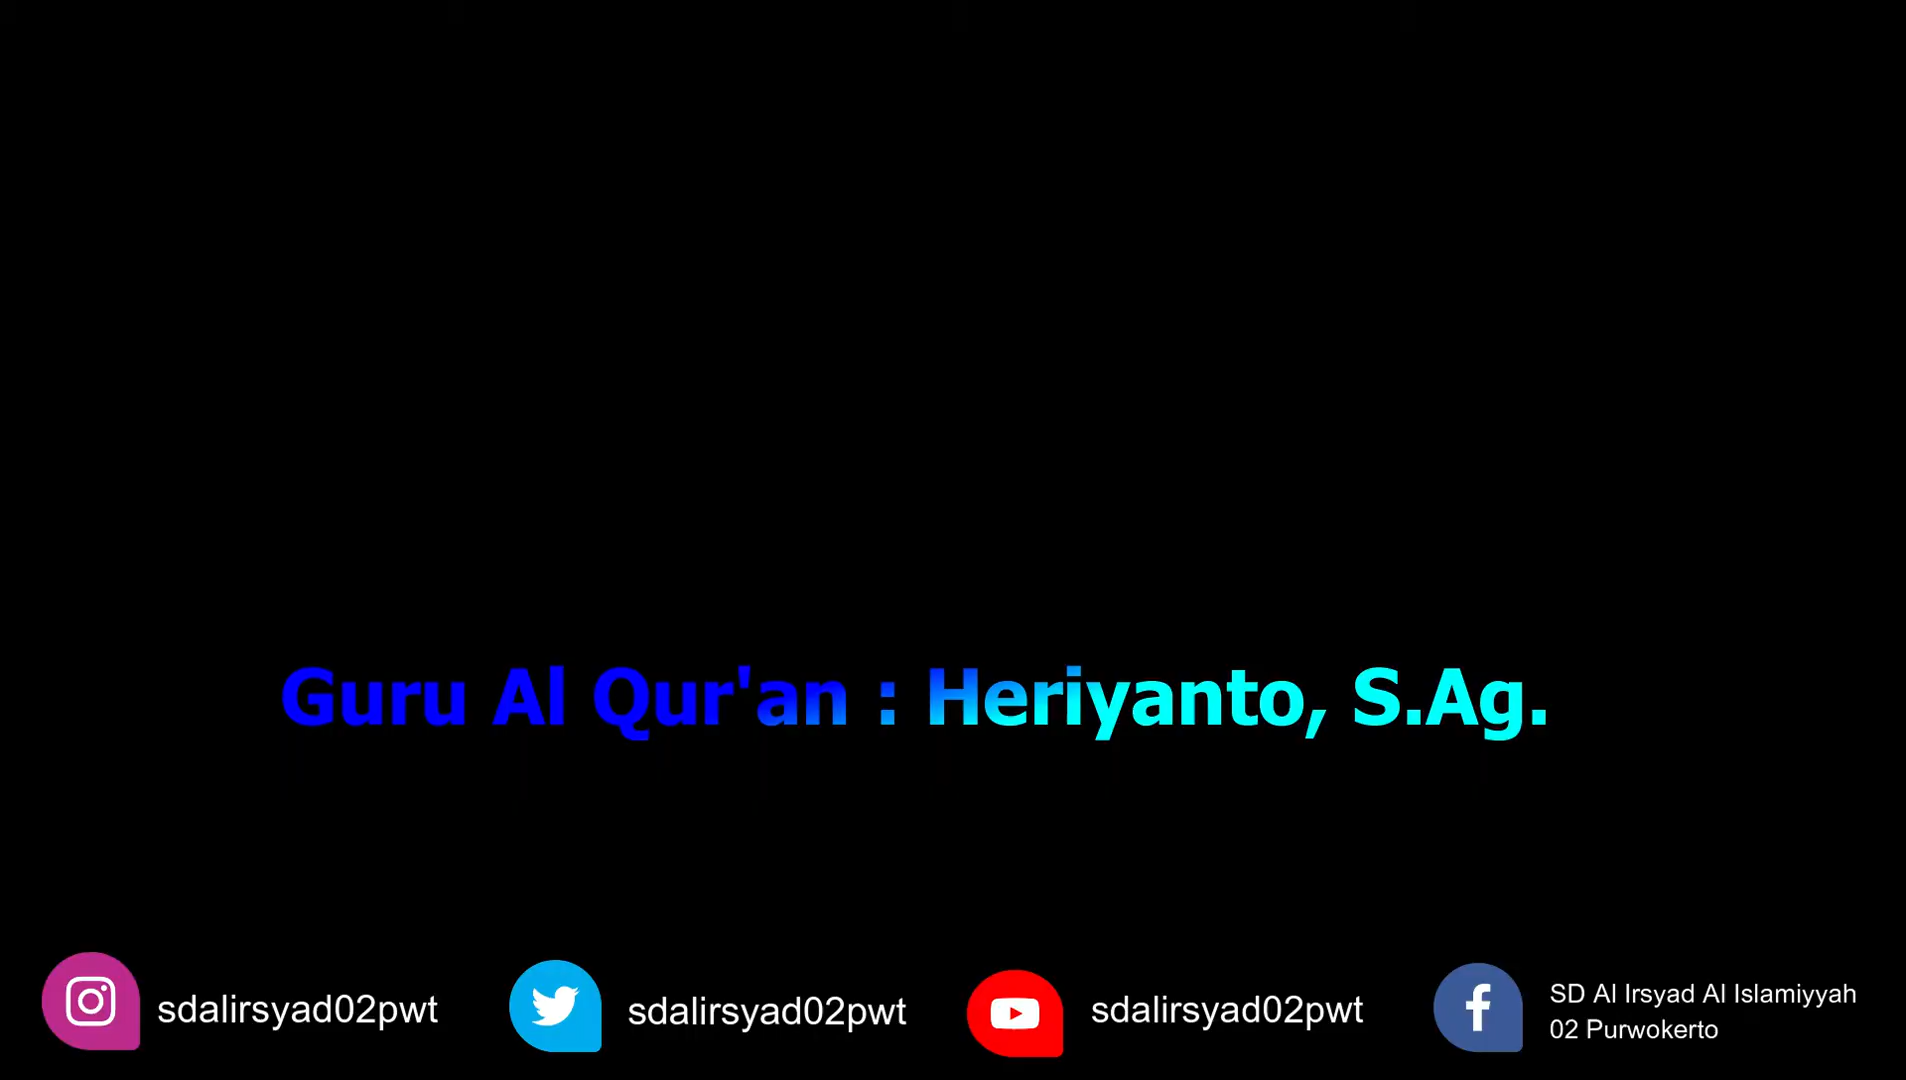 Guru Al Qur'an : Heriyanto, S.Ag.
sdalirsyad02pwt
sdalirsyad02pwt
sdalirsyad02pwt
SD Al Irsyad Al Islamiyyah
02 Purwokerto